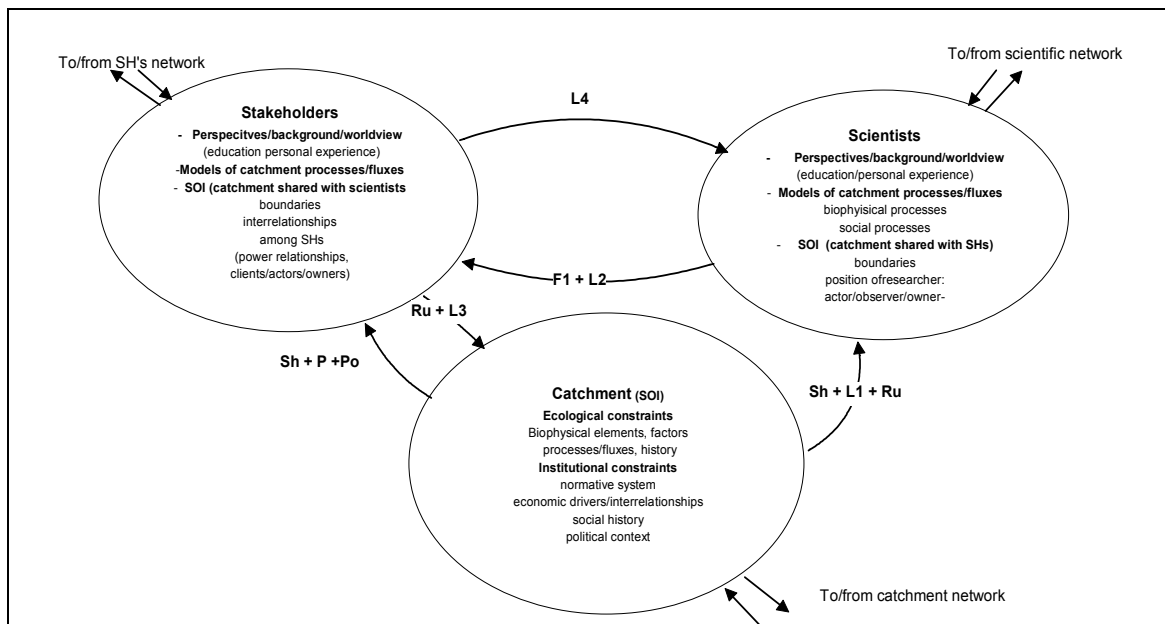 To/from SH's network
To/from scientific network
L4
Stakeholders
- Perspecitves/background/worldview
(education personal experience)
-Models of catchment processes/fluxes
- SOI (catchment shared with scientists
boundaries
interrelationships
among SHs
(power relationships,
clients/actors/owners)
Scientists
- Perspectives/background/worldview
(education/personal experience)
- Models of catchment processes/fluxes
biophyisical processes
social processes
- SOI (catchment shared with SHs)
boundaries
position ofresearcher:
actor/observer/owner-
F1 + L2
Ru + L3
Sh + P +Po
Sh + L1 + Ru
Catchment (SOI)
Ecological constraints
Biophysical elements, factors
processes/fluxes, history
Institutional constraints
normative system
economic drivers/interrelationships
social history
political context
To/from catchment network